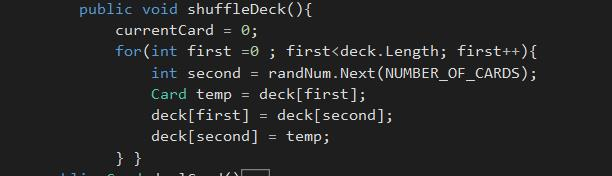 public void shuffleDeck(){
currentCard = 0;
for(int first =0 ; first<deck.Length; first++){
int second = randNum.Next(NUMBER_OF_CARDS);
Card temp = deck[first];
deck[first] = deck[second];
deck[second] = temp;
} }